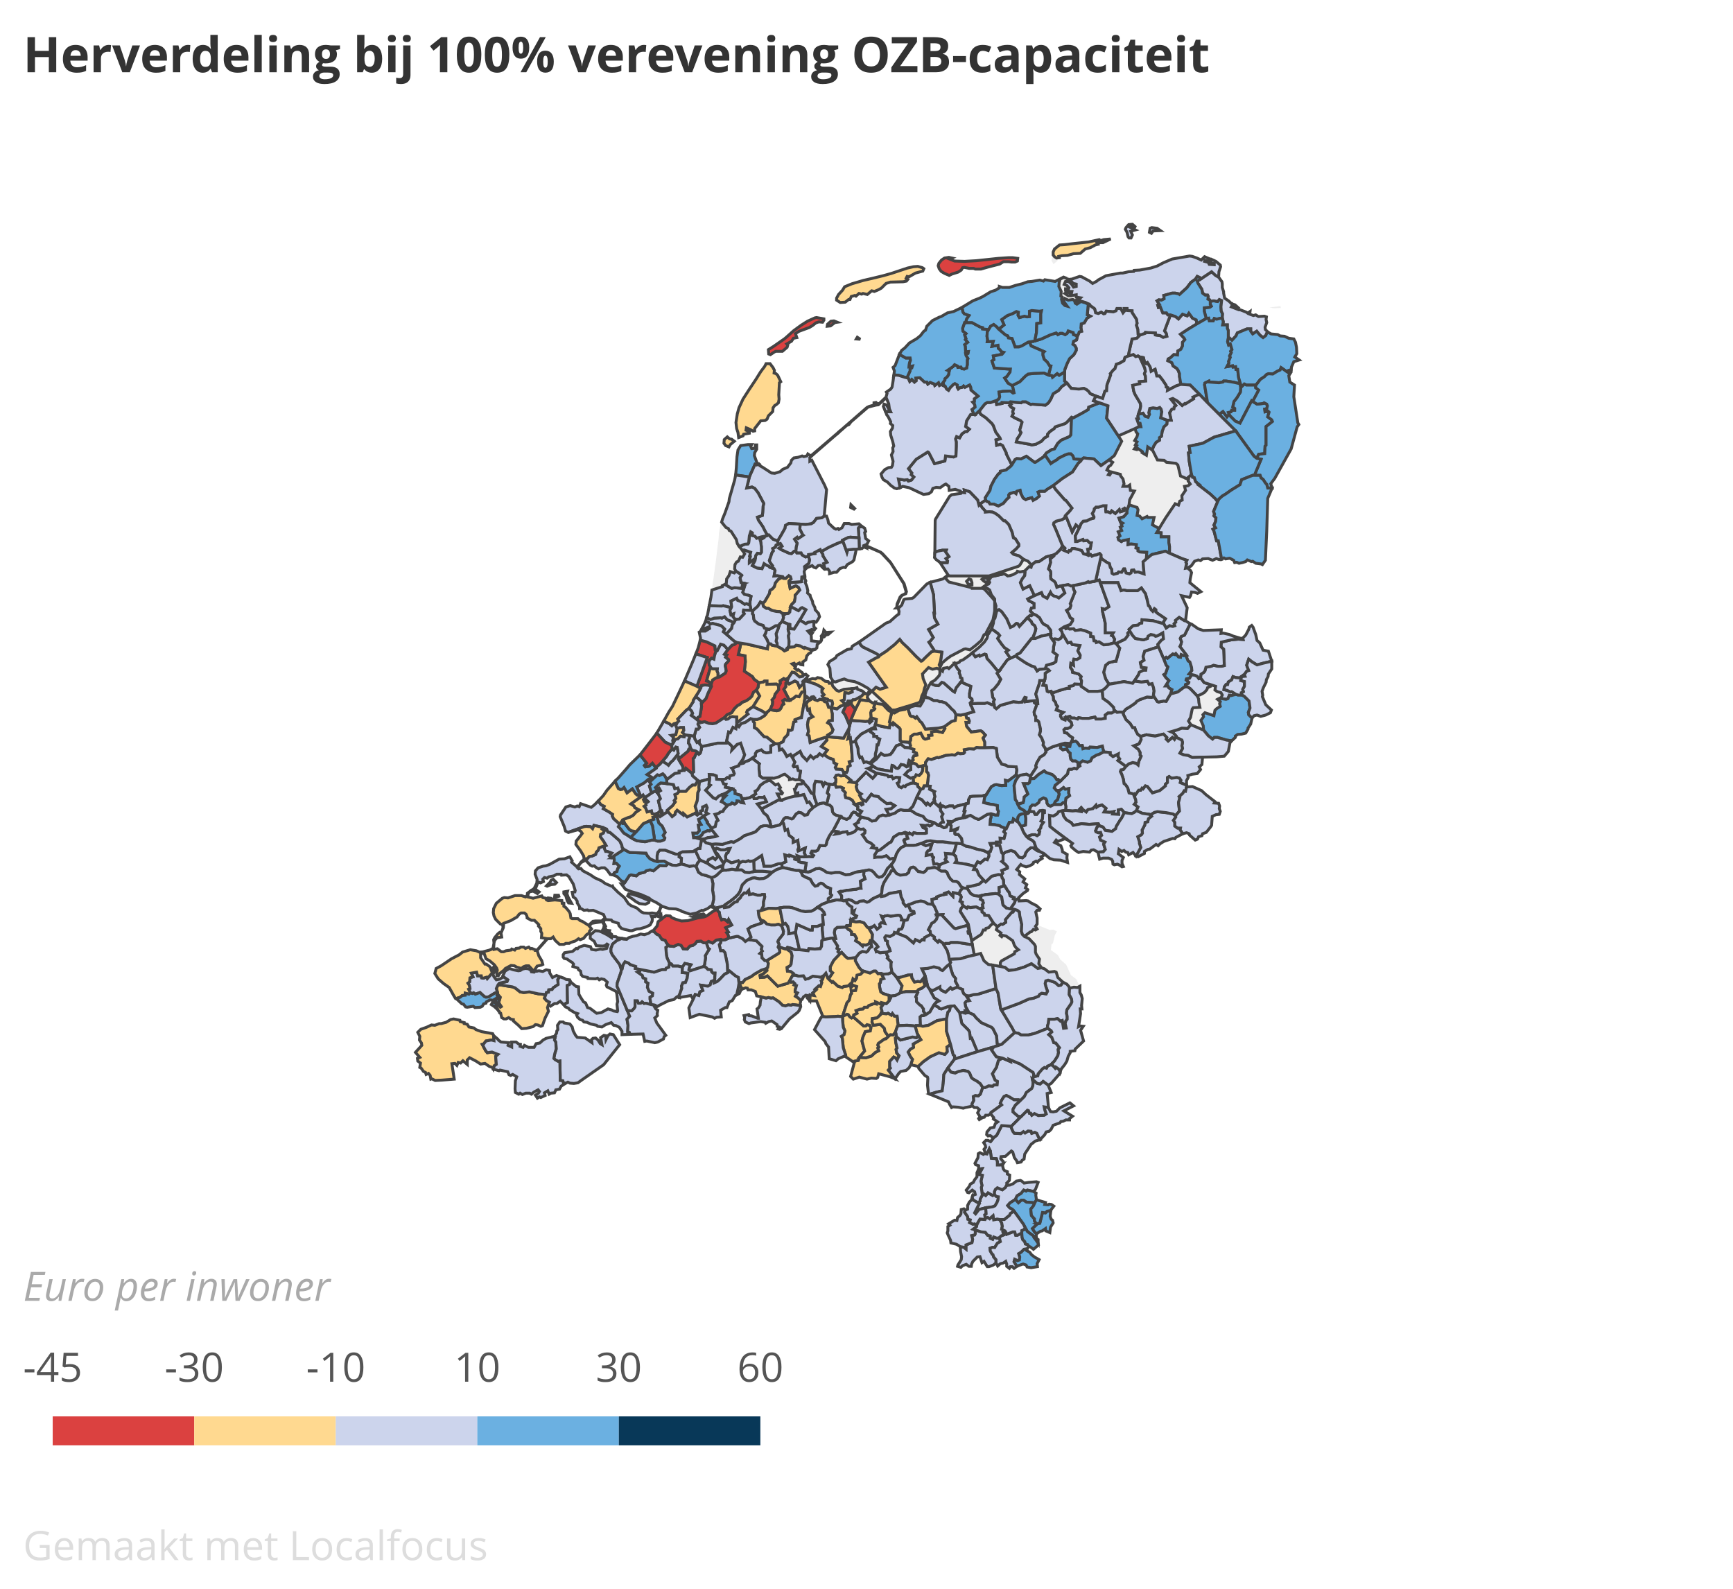 Herverdeling bij 100% verevening OZB-capaciteit
Euro per inwoner
-45 -30 -10 10 30 60
Gemaakt met Localfocus